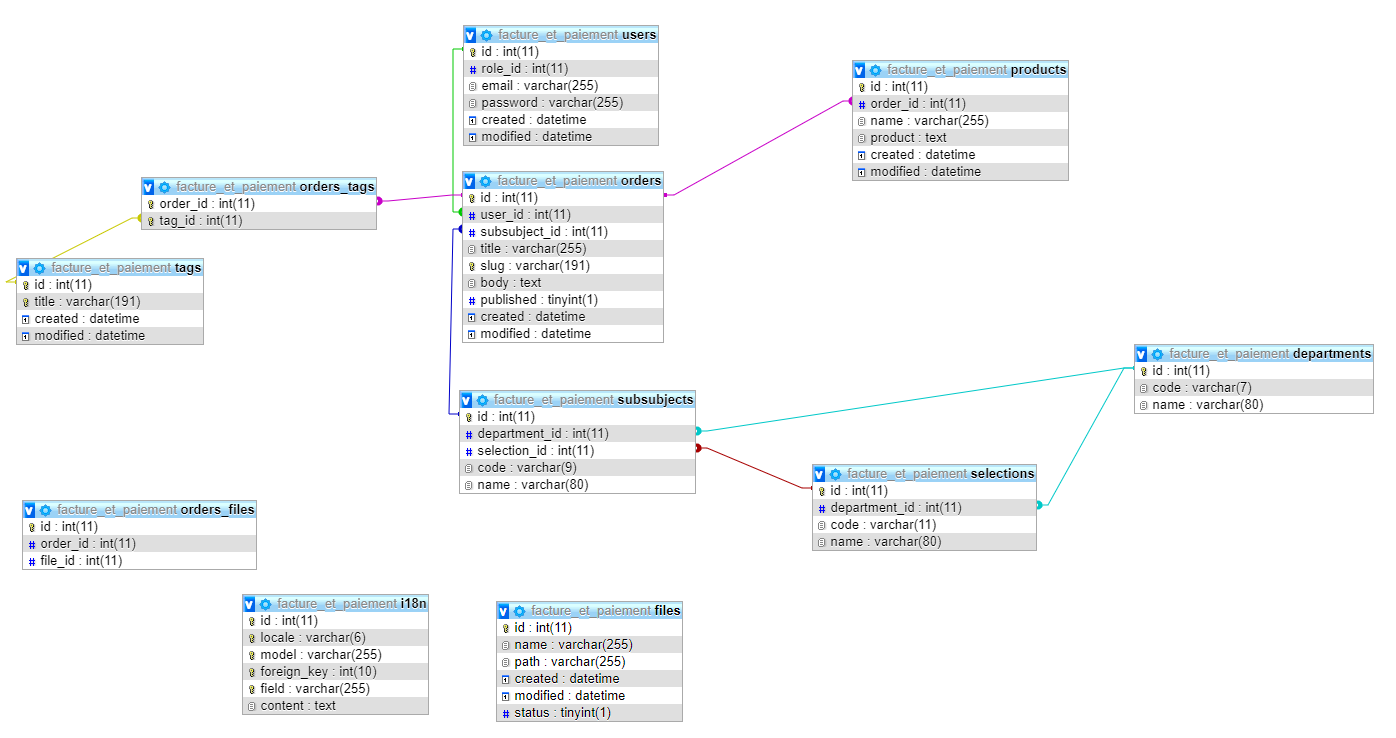 facture_et_paiement users
id : int(11)
role_id : int(11)
email : varchar(255)
password : varchar(255)
created : datetime
modified : datetime
facture_et_paiement products
id : int(11)
order_id : int(11)
name : varchar(255)
product : text
created : datetime
modified : datetime
facture_et_paiement orders_tags
order_id : int(11)
tag_id : int(11)
facture_et_paiement orders
id : int(11)
user_id : int(11)
subsubject_id : int(11)
title : varchar(255)
slug : varchar(191)
body : text
published : tinyint(1)
created : datetime
modified : datetime
facture_et_paiement tags
id : int(11)
title : varchar(191)
created : datetime
modified : datetime
facture_et_paiement departments
id : int(11)
code : varchar(7)
name : varchar(80)
facture_et_paiement subsubjects
id : int(11)
department_id : int(11)
selection_id : int(11)
code : varchar(9)
name : varchar(80)
facture_et_paiement selections
id : int(11)
department_id : int(11)
code : varchar(11)
name : varchar(80)
facture_et_paiement orders_files
id : int(11)
order_id : int(11)
file_id : int(11)
facture_et_paiement i18n
id : int(11)
locale : varchar(6)
model : varchar(255)
foreign_key : int(10)
field : varchar(255)
content : text
facture_et_paiement files
id : int(11)
name : varchar(255)
path : varchar(255)
created : datetime
modified : datetime
status : tinyint(1)